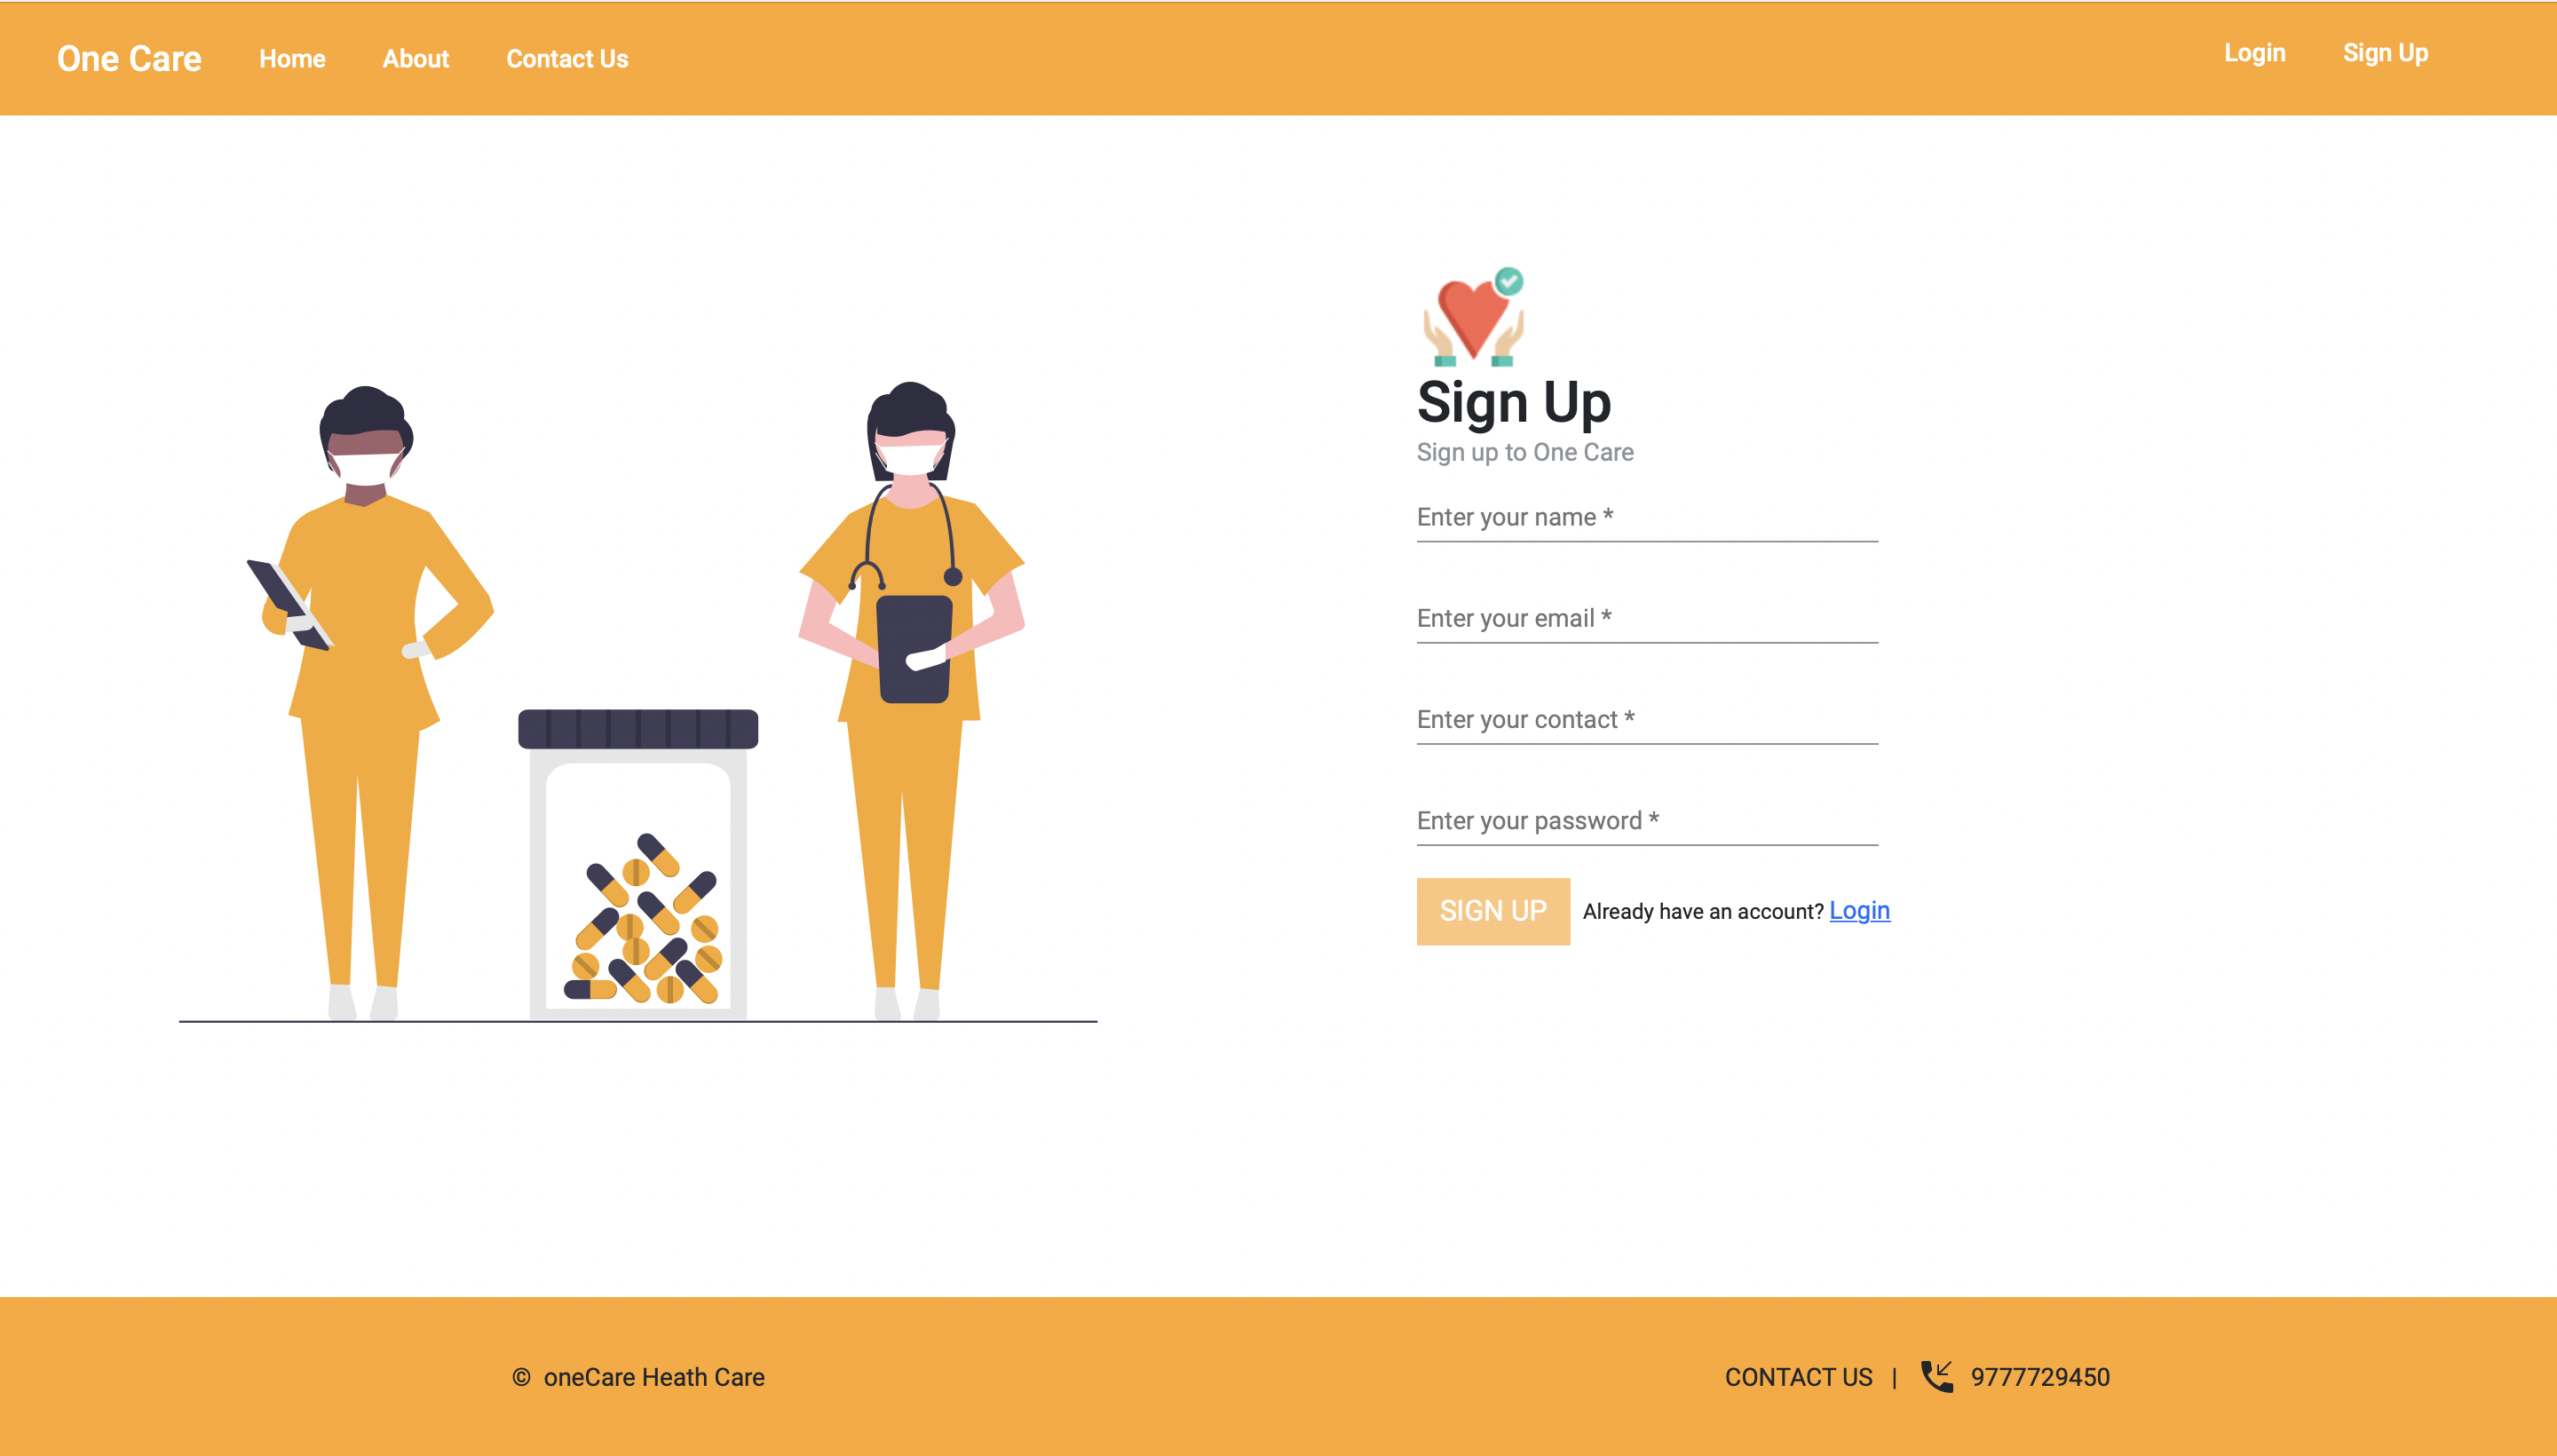 One Care Home About Contact Us Login Sign Up
Sign Up
Sign up to One Care
Enter your name *
Enter your email *
Enter your contact *
Enter your password *
SIGN UP Already have an account? Login
© oneCare Heath Care CONTACT US | 9777729450